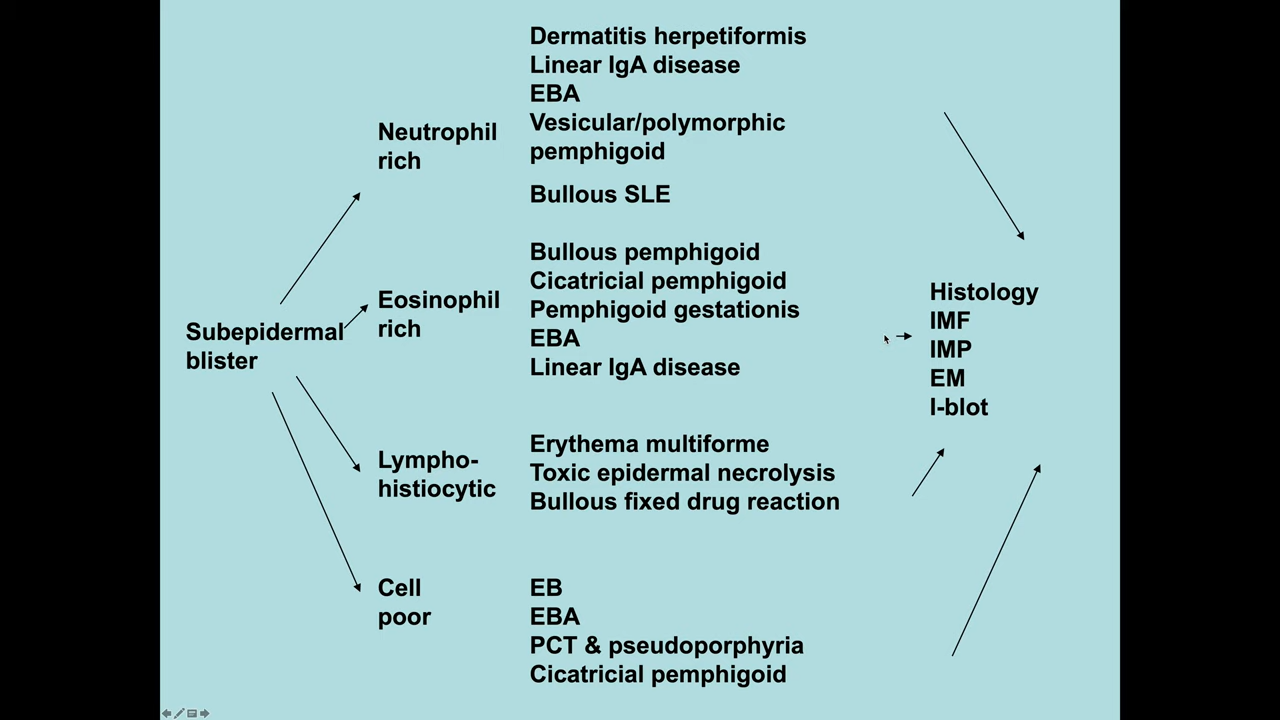 Subepidermal
blister
Neutrophil
rich
Dermatitis herpetiformis
Linear IgA disease
EBA
Vesicular/polymorphic
pemphigoid
Bullous SLE
Eosinophil
rich
Bullous pemphigoid
Cicatricial pemphigoid
Pemphigoid gestationis
EBA
Linear IgA disease
Lympho-
histiocytic
Erythema multiforme
Toxic epidermal necrolysis
Bullous fixed drug reaction
Cell
poor
EB
EBA
PCT & pseudoporphyria
Cicatricial pemphigoid
Histology
IMF
IMP
EM
I-blot